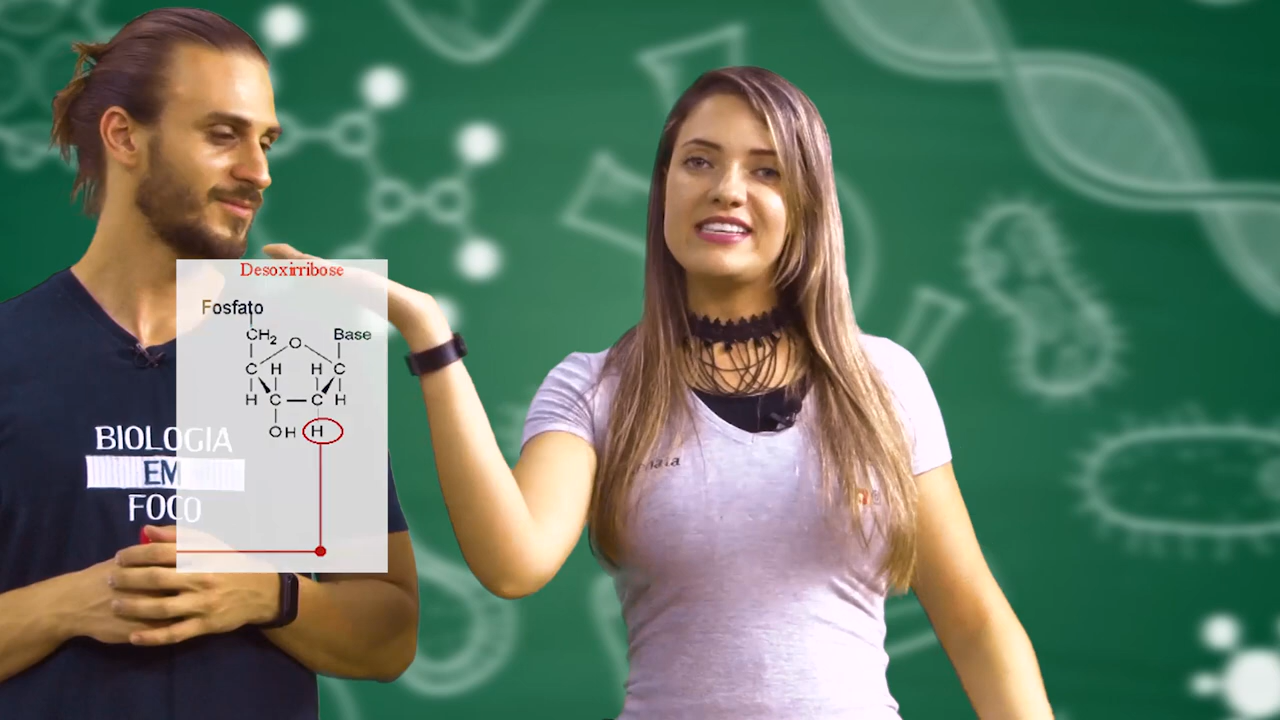 Desoxirribose
Fosfato
CH2 O Base
C H H C
H C — C H
OH H
BIOLOGIA
EM
FOCO